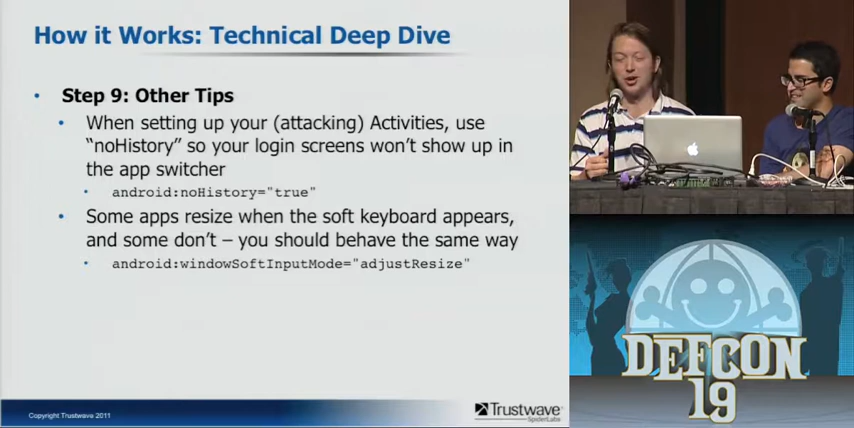 How it Works: Technical Deep Dive
• Step 9: Other Tips
• When setting up your (attacking) Activities, use
“noHistory” so your login screens won’t show up in
the app switcher
• android:noHistory="true"
• Some apps resize when the soft keyboard appears,
and some don’t – you should behave the same way
• android:windowSoftInputMode="adjustResize"
Copyright Trustwave 2011
Trustwave®
SpiderLabs
DEFCON
19